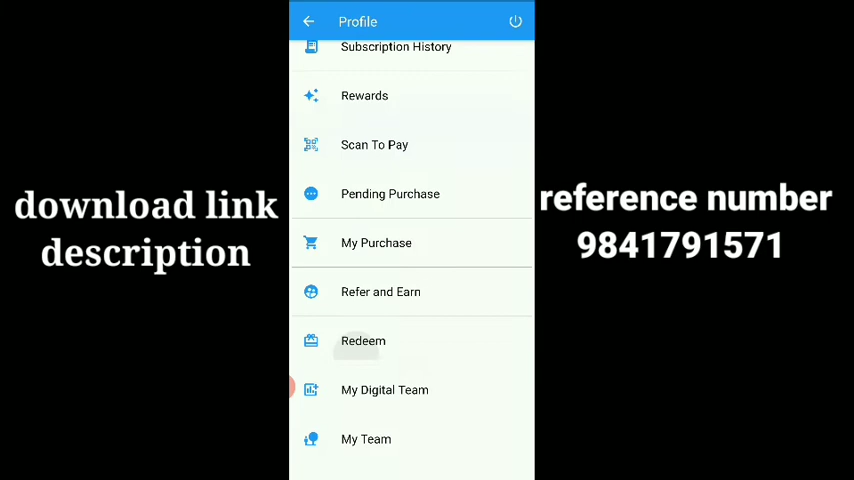 Profile
Subscription History
Rewards
Scan To Pay
Pending Purchase
My Purchase
Refer and Earn
Redeem
My Digital Team
My Team
download link
description
reference number
9841791571